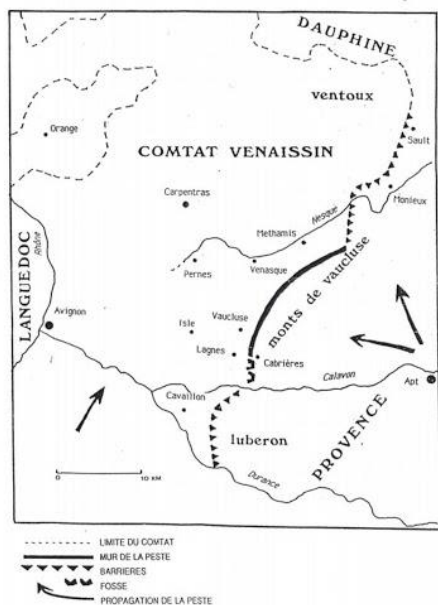 DAUPHINE
ventoux
Orange
Sault
COMTAT VENAISSIN
Carpentras
Monieux
Nesque
Methamis
LANGUEDOC
Rhône
Pernes
Venasque
monts de vaucluse
Avignon
Isle
Vaucluse
Lagnes
Cabrières
Calavon
Apt
Cavaillon
luberon
PROVENCE
Durance
0 10 KM
LIMITE DU COMTAT
MUR DE LA PESTE
BARRIERES
FOSSE
PROPAGATION DE LA PESTE